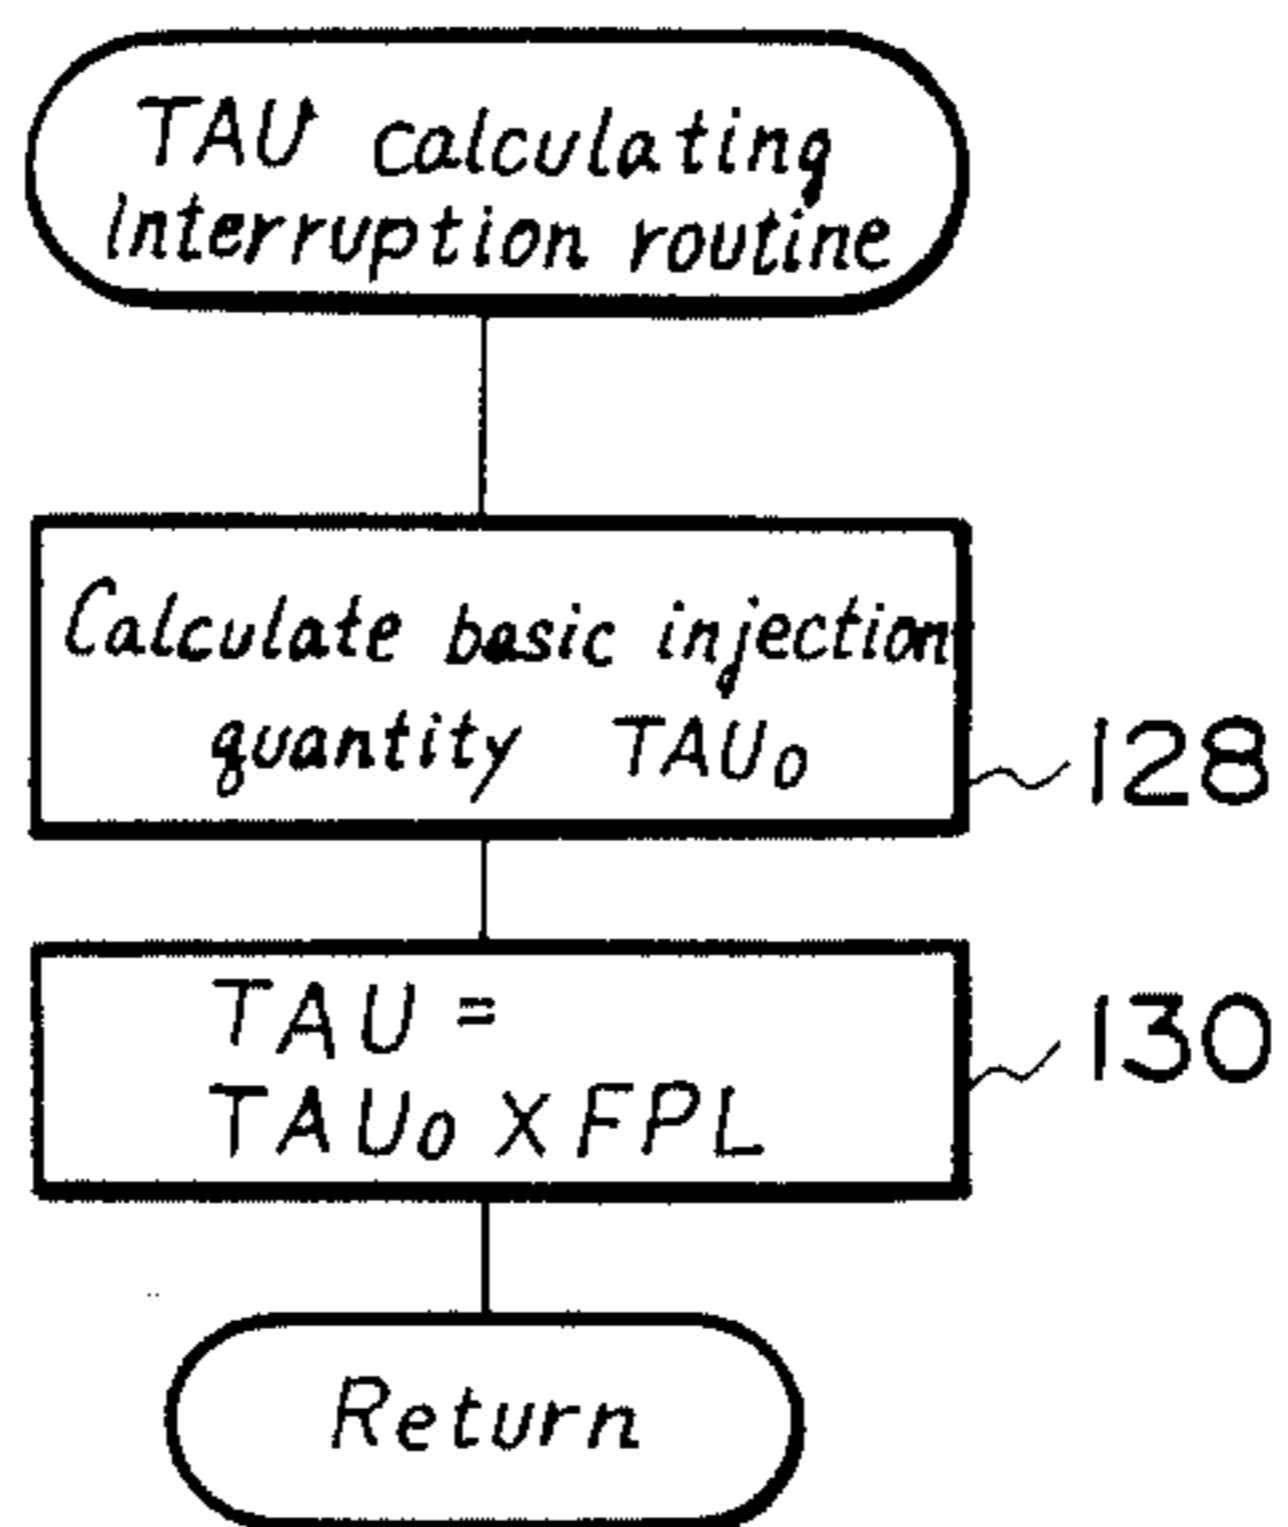 TAU calculating
Interruption routine
Calculate basic injection
quantity TAU₀
128
TAU =
TAU₀ X FPL
130
Return